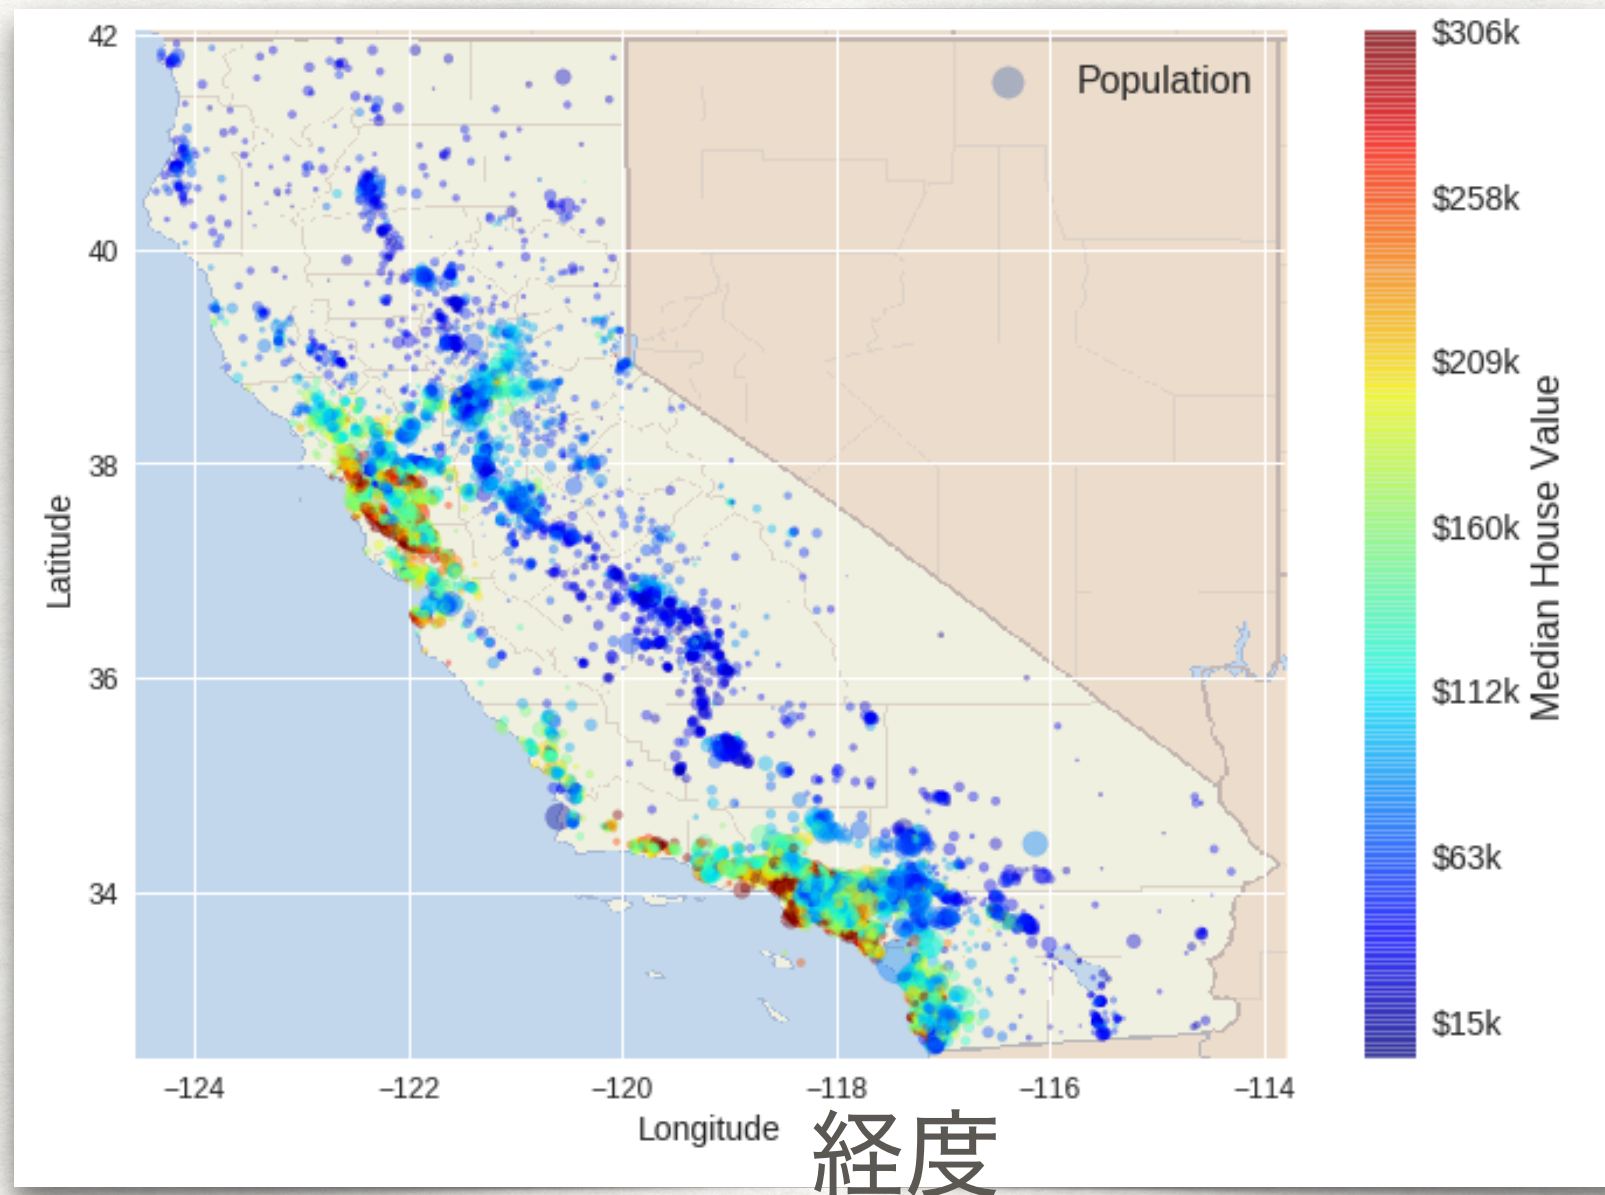 42
40
38
36
34
Latitude
Population
−124
−122
−120
−118
−116
−114
Longitude
経度
$306k
$258k
$209k
$160k
$112k
$63k
$15k
Median House Value